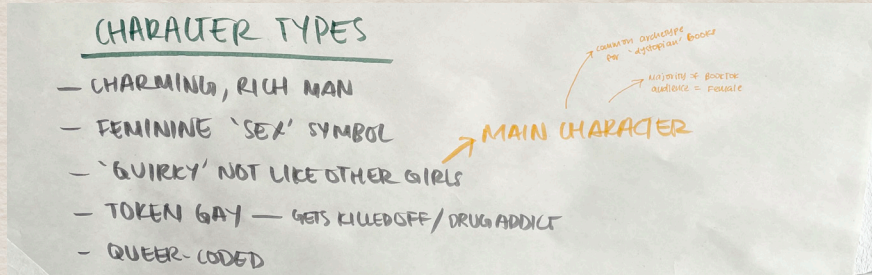 CHARACTER TYPES
— CHARMING, RICH MAN
— FEMININE 'SEX' SYMBOL
— 'QUIRKY' NOT LIKE OTHER GIRLS
— TOKEN GAY — GETS KILLED OFF / DRUG ADDICT
— QUEER-CODED
MAIN CHARACTER
common archetype
for 'dystopian' books
majority of BookTok
audience = female